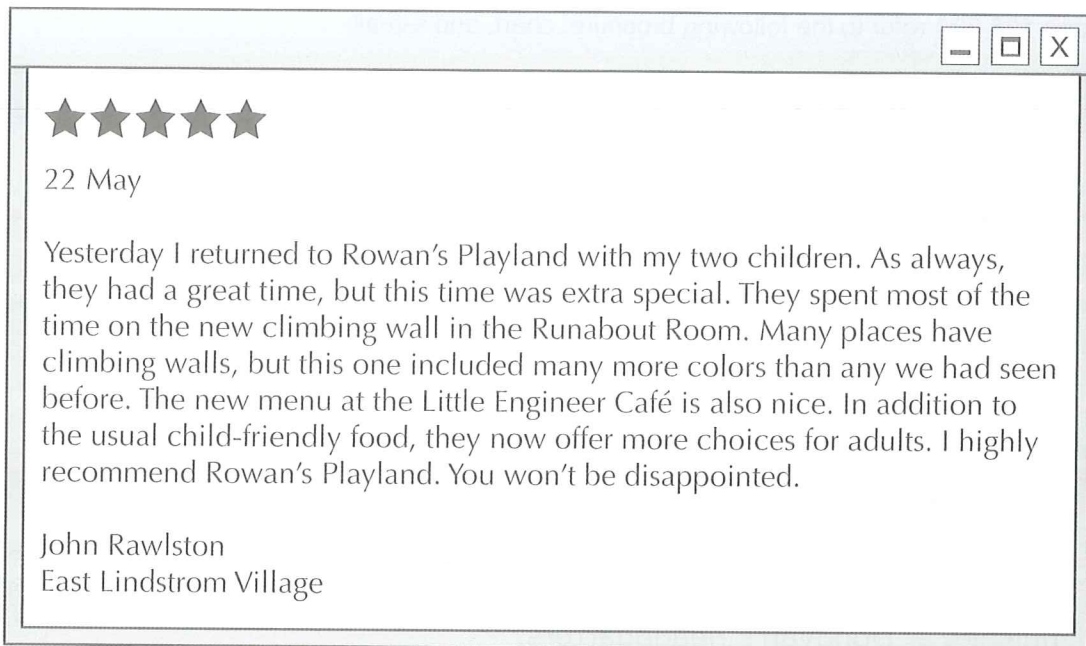 22 May
Yesterday I returned to Rowan's Playland with my two children. As always,
they had a great time, but this time was extra special. They spent most of the
time on the new climbing wall in the Runabout Room. Many places have
climbing walls, but this one included many more colors than any we had seen
before. The new menu at the Little Engineer Café is also nice. In addition to
the usual child-friendly food, they now offer more choices for adults. I highly
recommend Rowan's Playland. You won't be disappointed.
John Rawlston
East Lindstrom Village